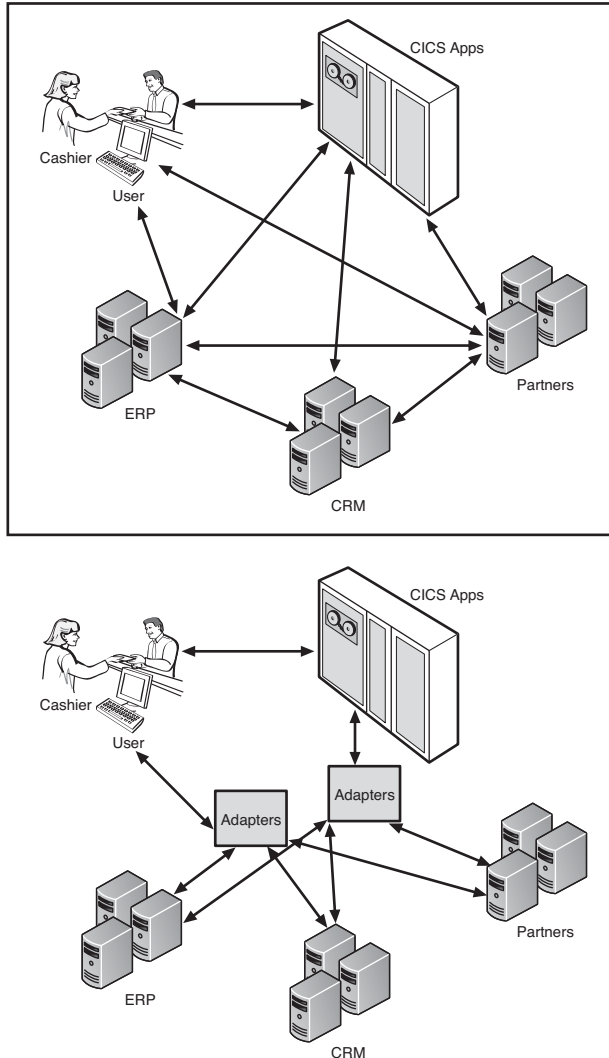 CICS Apps
Cashier
User
Partners
ERP
CRM
CICS Apps
Cashier
User
Adapters
Adapters
Partners
ERP
CRM